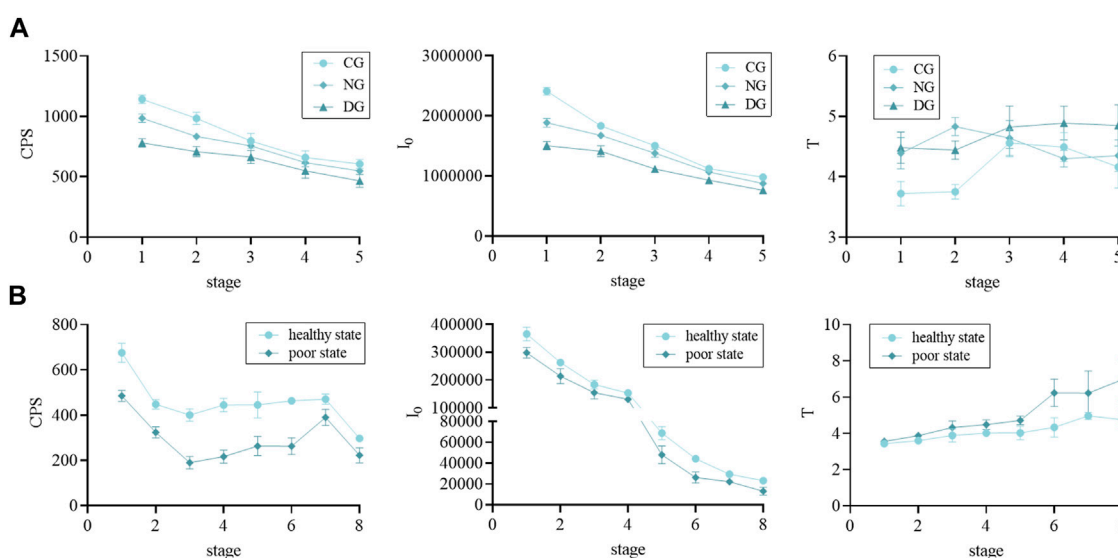 A
1500
1000
500
0
CPS
0 1 2 3 4 5
stage
CG
NG
DG
3000000
2000000
1000000
0
I0
0 1 2 3 4 5
stage
CG
NG
DG
6
5
4
3
T
0 1 2 3 4 5
stage
CG
NG
DG
B
800
600
400
200
0
CPS
0 2 4 6 8
stage
healthy state
poor state
400000
300000
200000
100000
80000
60000
40000
20000
0
I0
0 2 4 6 8
stage
healthy state
poor state
10
8
6
4
2
0
T
0 2 4 6
stage
healthy state
poor state